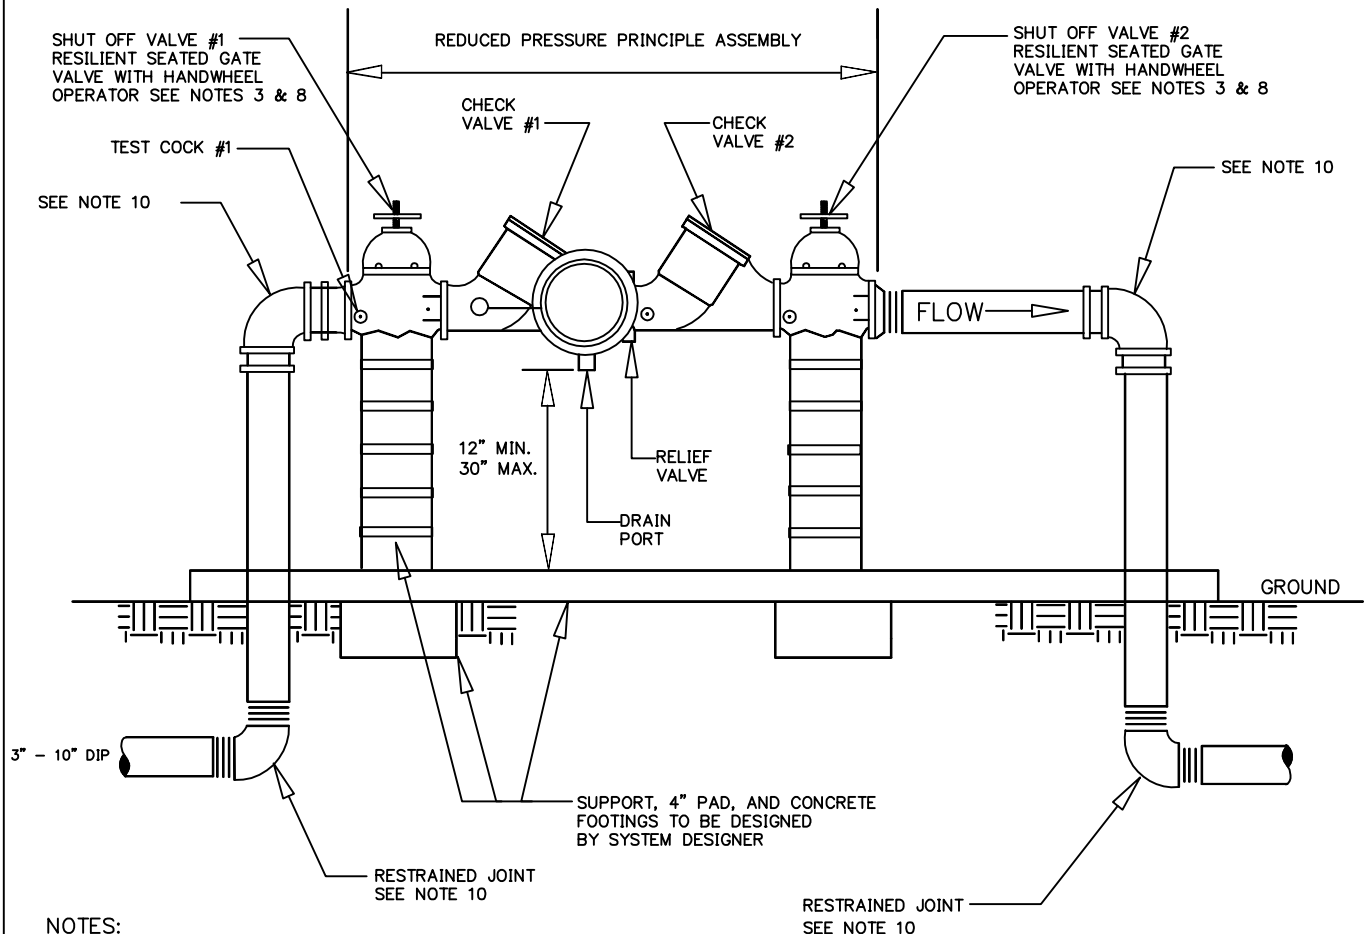 SHUT OFF VALVE #1
RESILIENT SEATED GATE
VALVE WITH HANDWHEEL
OPERATOR SEE NOTES 3 & 8
REDUCED PRESSURE PRINCIPLE ASSEMBLY
SHUT OFF VALVE #2
RESILIENT SEATED GATE
VALVE WITH HANDWHEEL
OPERATOR SEE NOTES 3 & 8
CHECK
VALVE #1
CHECK
VALVE #2
TEST COCK #1
SEE NOTE 10
SEE NOTE 10
FLOW
12" MIN.
30" MAX.
RELIEF
VALVE
DRAIN
PORT
GROUND
3" - 10" DIP
SUPPORT, 4" PAD, AND CONCRETE
FOOTINGS TO BE DESIGNED
BY SYSTEM DESIGNER
RESTRAINED JOINT
SEE NOTE 10
RESTRAINED JOINT
SEE NOTE 10
NOTES: